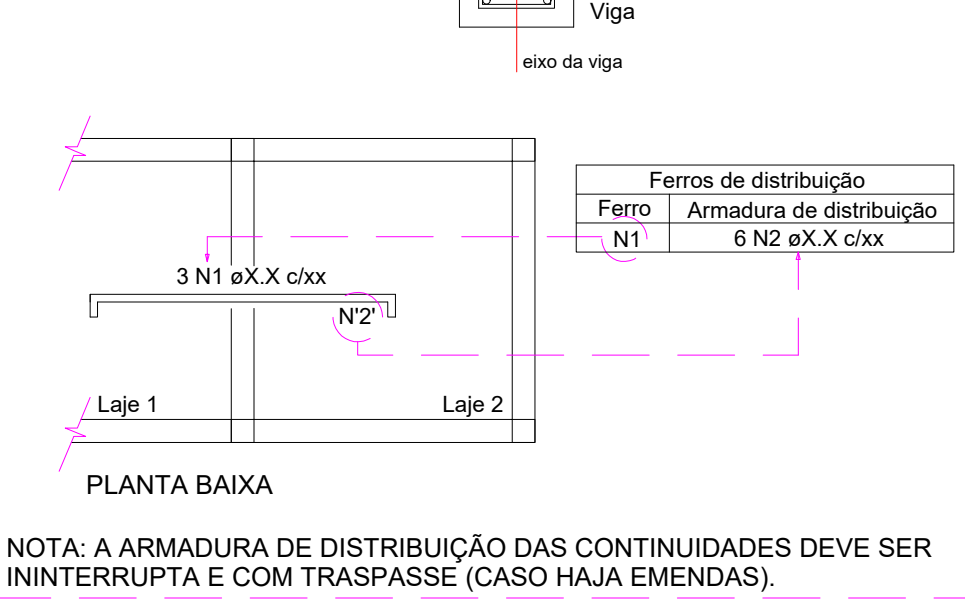 Viga
eixo da viga
Ferros de distribuição
Ferro Armadura de distribuição
N1 6 N2 øX.X c/xx
3 N1 øX.X c/xx
N'2'
Laje 1 Laje 2
PLANTA BAIXA
NOTA: A ARMADURA DE DISTRIBUIÇÃO DAS CONTINUIDADES DEVE SER
ININTERRUPTA E COM TRASPASSE (CASO HAJA EMENDAS).